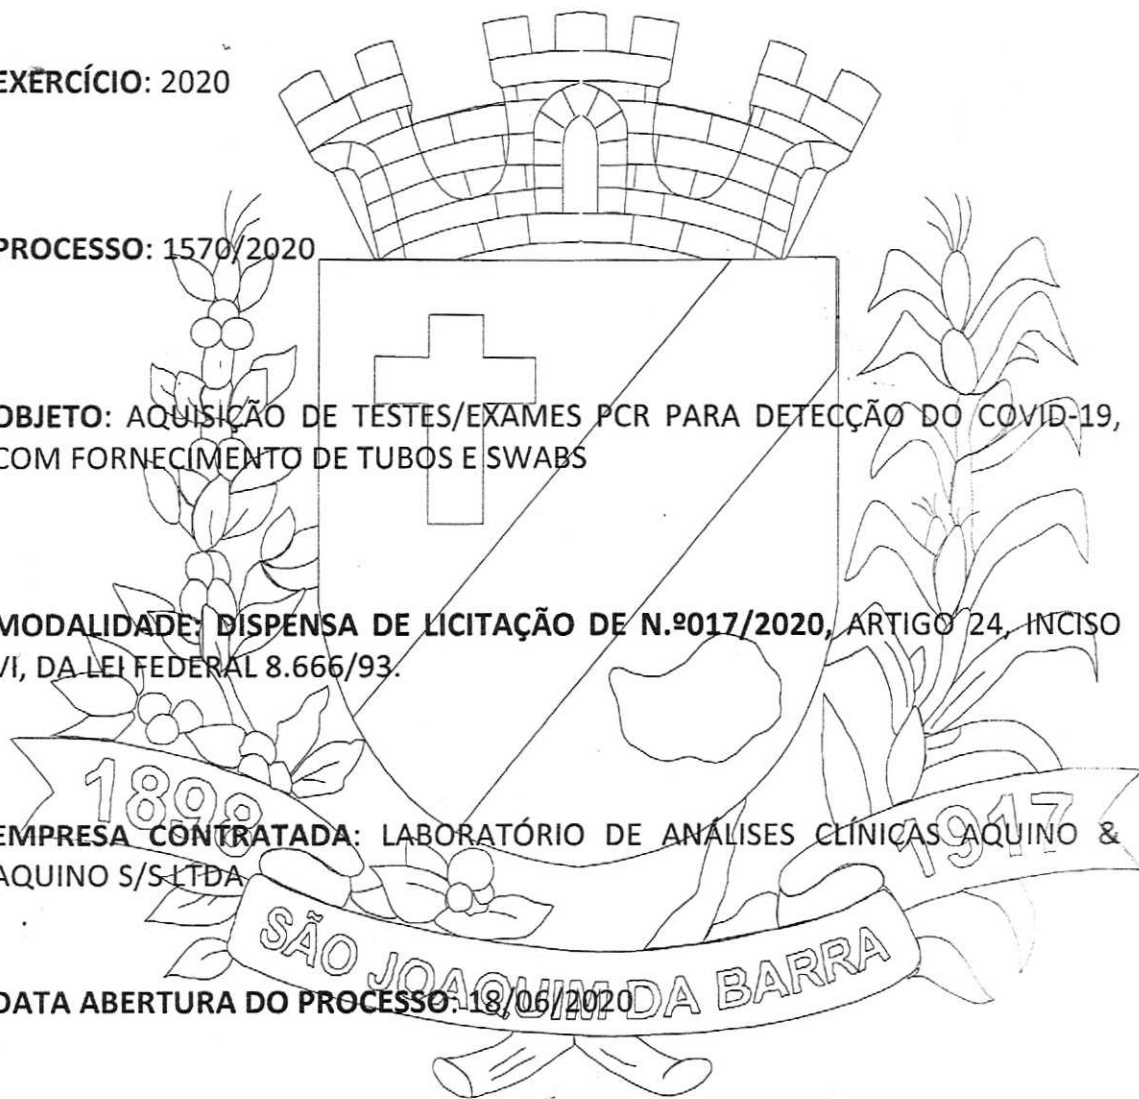 EXERCÍCIO: 2020
PROCESSO: 1570/2020
OBJETO: AQUISIÇÃO DE TESTES/EXAMES PCR PARA DETECÇÃO DO COVID-19,
COM FORNECIMENTO DE TUBOS E SWABS
MODALIDADE: DISPENSA DE LICITAÇÃO DE N.º017/2020, ARTIGO 24, INCISO
VI, DA LEI FEDERAL 8.666/93.
1898
1917
EMPRESA CONTRATADA: LABORATÓRIO DE ANÁLISES CLÍNICAS AQUINO &
AQUINO S/S LTDA
SÃO JOAQUIM DA BARRA
DATA ABERTURA DO PROCESSO: 18/06/2020